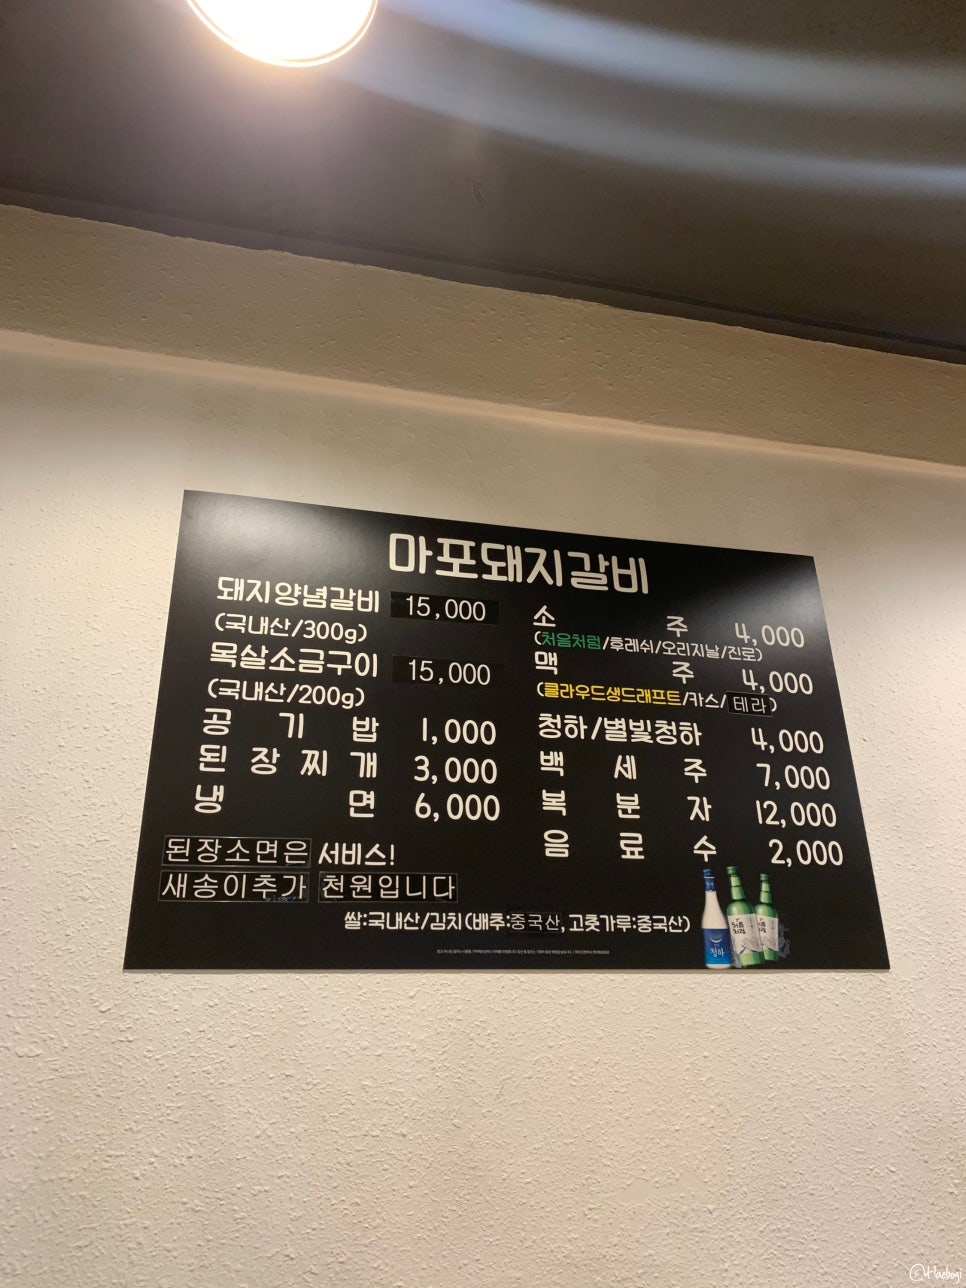 마포돼지갈비
돼지양념갈비 15,000
(국내산/300g)
목살소금구이 15,000
(국내산/200g)
공기밥 1,000
된장찌개 3,000
냉면 6,000
된장소면은 서비스!
새송이추가 천원입니다
소주 4,000
(처음처럼/후레쉬/오리지날/진로)
맥주 4,000
(클라우드생드래프트/카스/테라)
청하/별빛청하 4,000
백세주 7,000
복분자 12,000
음료수 2,000
쌀:국내산/김치(배추:중국산, 고춧가루:중국산)
청하
처음처럼